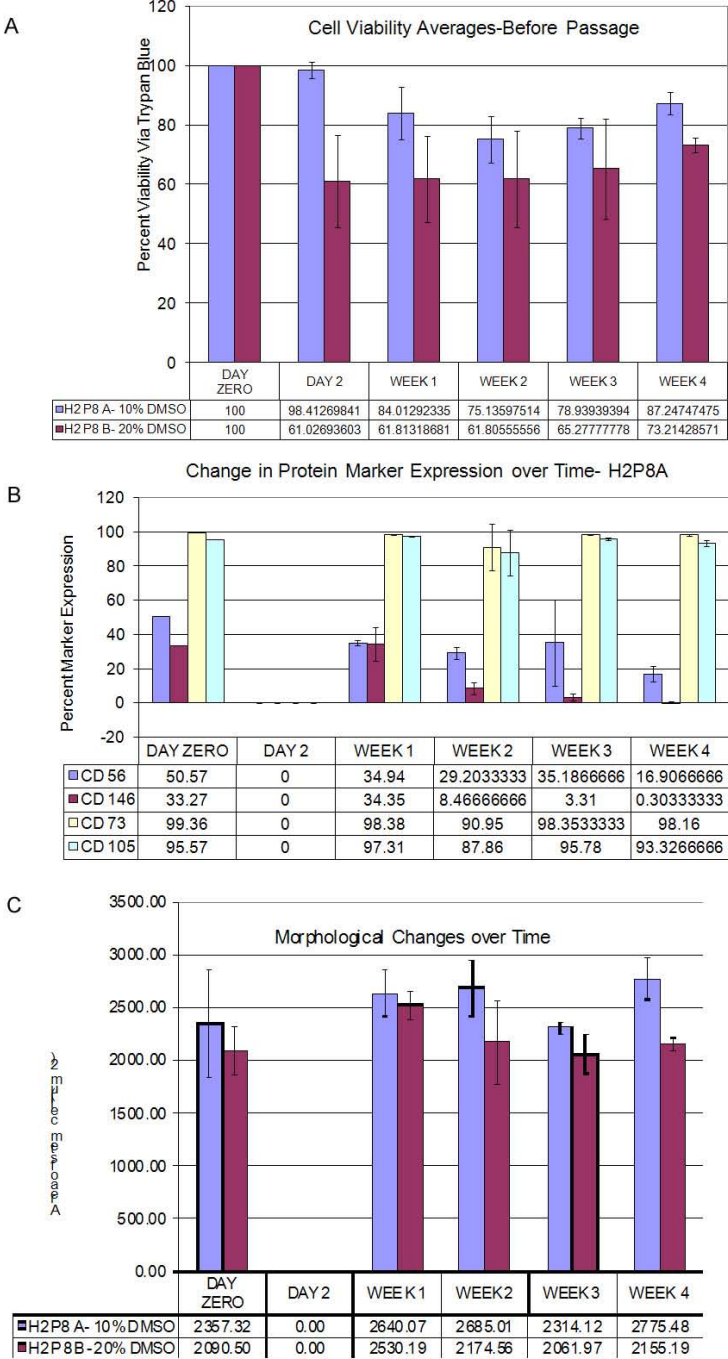 A
Cell Viability Averages-Before Passage
Percent Viability Via Trypan Blue
120
100
80
60
40
20
0
DAY ZERO DAY 2 WEEK 1 WEEK 2 WEEK 3 WEEK 4
H2P8 A- 10% DMSO 100 98.41269841 84.01292335 75.13597514 78.93939394 87.24747475
H2P8 B- 20% DMSO 100 61.02693603 61.81318681 61.80555556 65.27777778 73.21428571
Change in Protein Marker Expression over Time- H2P8A
B
Percent Marker Expression
120
100
80
60
40
20
0
-20
DAY ZERO DAY 2 WEEK 1 WEEK 2 WEEK 3 WEEK 4
CD 56 50.57 0 34.94 29.2033333 35.1866666 16.9066666
CD 146 33.27 0 34.35 8.46666666 3.31 0.30333333
CD 73 99.36 0 98.38 90.95 98.3533333 98.16
CD 105 95.57 0 97.31 87.86 95.78 93.3266666
C
Morphological Changes over Time
3500.00
3000.00
2500.00
2000.00
1500.00
1000.00
500.00
0.00
DAY ZERO DAY 2 WEEK 1 WEEK 2 WEEK 3 WEEK 4
H2P8 A- 10% DMSO 2357.32 0.00 2640.07 2685.01 2314.12 2775.48
H2P8B-20% DMSO 2090.50 0.00 2530.19 2174.56 2061.97 2155.19